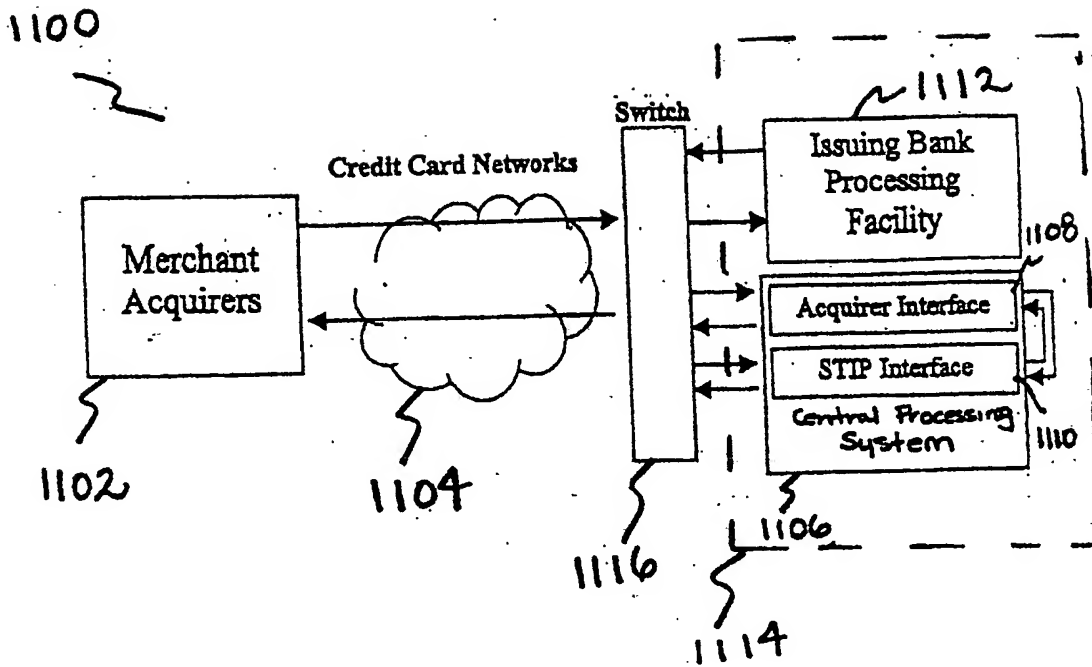 1100
1112
Switch
Issuing Bank
Processing
Facility
Credit Card Networks
1108
Merchant
Acquirers
Acquirer Interface
STIP Interface
Central Processing
System
1110
1102
1104
1106
1116
1114